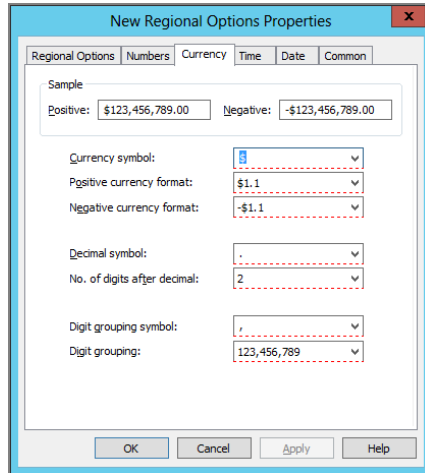 New Regional Options Properties
x
Regional Options Numbers Currency Time Date Common
Sample
Positive: $123,456,789.00 Negative: -$123,456,789.00
Currency symbol: $
Positive currency format: $1.1
Negative currency format: -$1.1
Decimal symbol: .
No. of digits after decimal: 2
Digit grouping symbol: ,
Digit grouping: 123,456,789
OK Cancel Apply Help